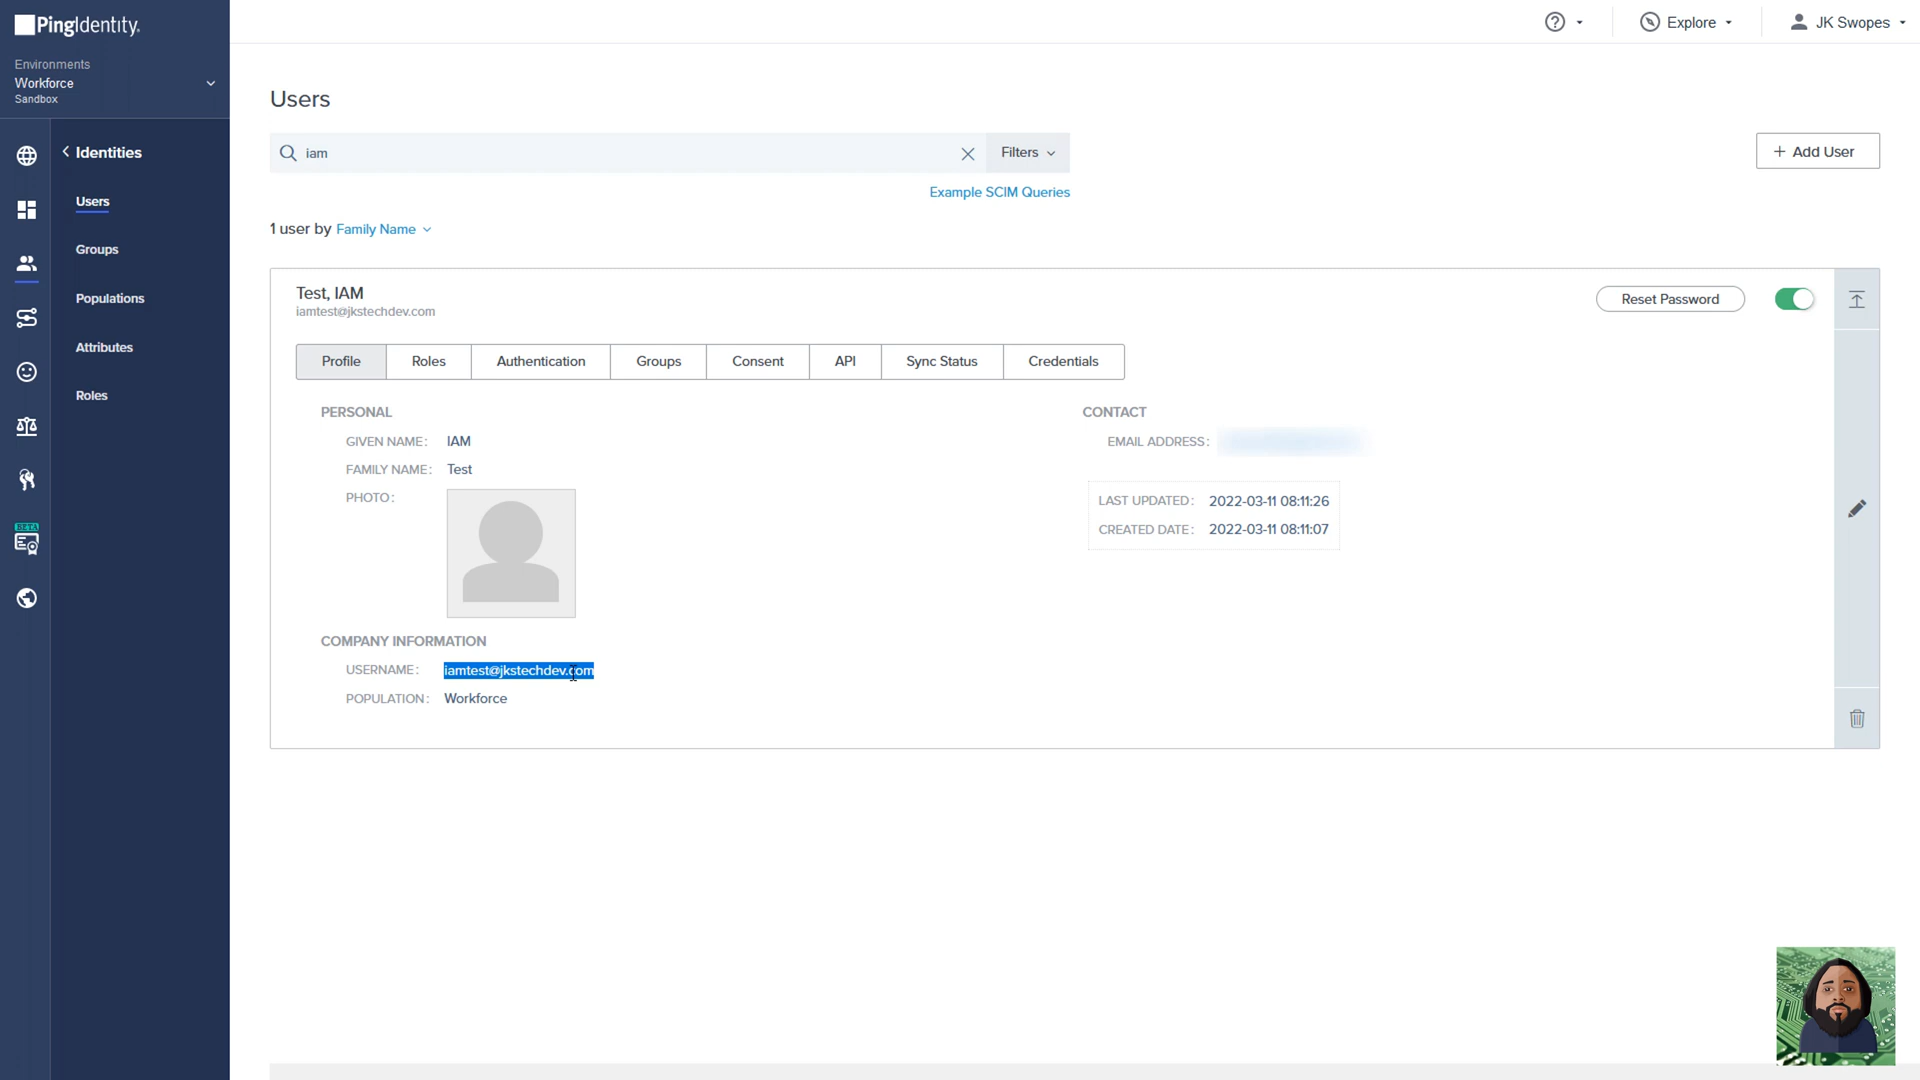 PingIdentity.
Environments
Workforce
Sandbox
Identities
Users
Groups
Populations
Attributes
Roles
BETA
Explore
JK Swopes
Users
iam
Filters
+ Add User
Example SCIM Queries
1 user by Family Name
Test, IAM
iamtest@jkstechdev.com
Reset Password
Profile
Roles
Authentication
Groups
Consent
API
Sync Status
Credentials
PERSONAL
GIVEN NAME: IAM
FAMILY NAME: Test
PHOTO:
CONTACT
EMAIL ADDRESS:
LAST UPDATED: 2022-03-11 08:11:26
CREATED DATE: 2022-03-11 08:11:07
COMPANY INFORMATION
USERNAME: iamtest@jkstechdev.com
POPULATION: Workforce